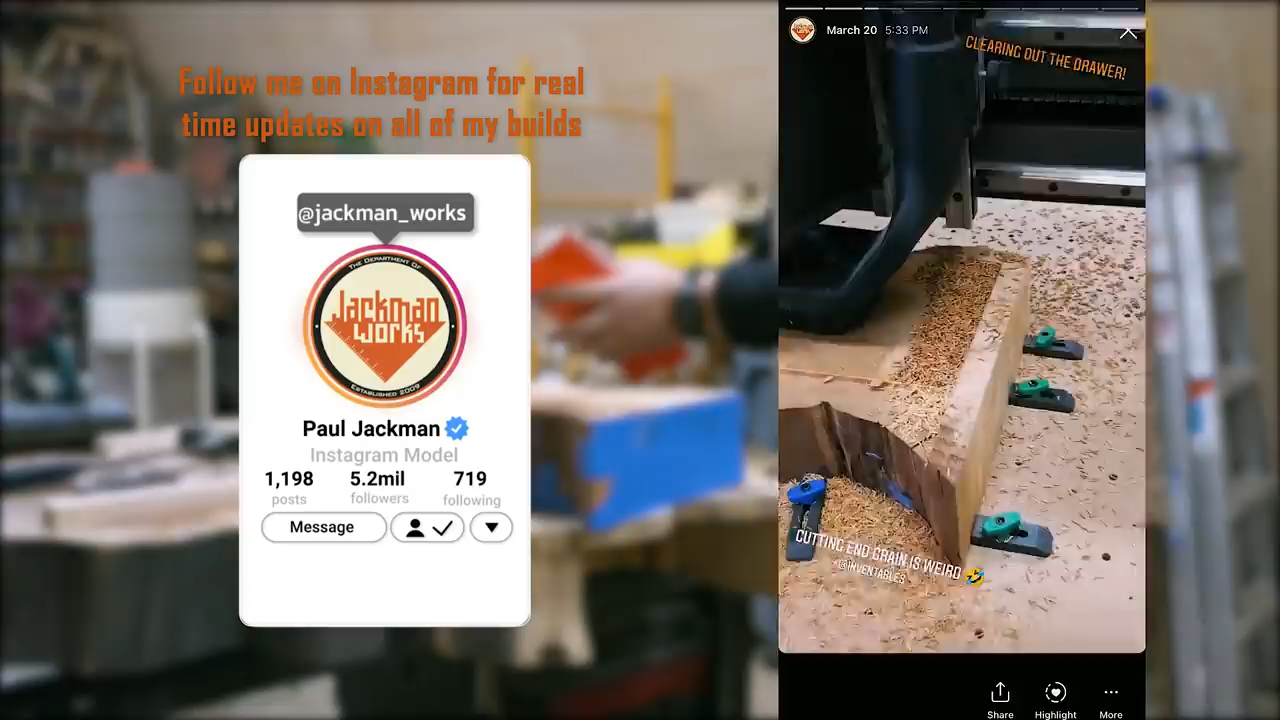 Follow me on Instagram for real
time updates on all of my builds
@jackman_works
THE DEPARTMENT OF
Jackman
works
ESTABLISHED 2009
Paul Jackman
Instagram Model
1,198 5.2mil 719
posts followers following
Message
March 20 5:33 PM
CLEARING OUT THE DRAWER!
CUTTING END GRAIN IS WEIRD 🤣
@INVENTABLES
Share Highlight More